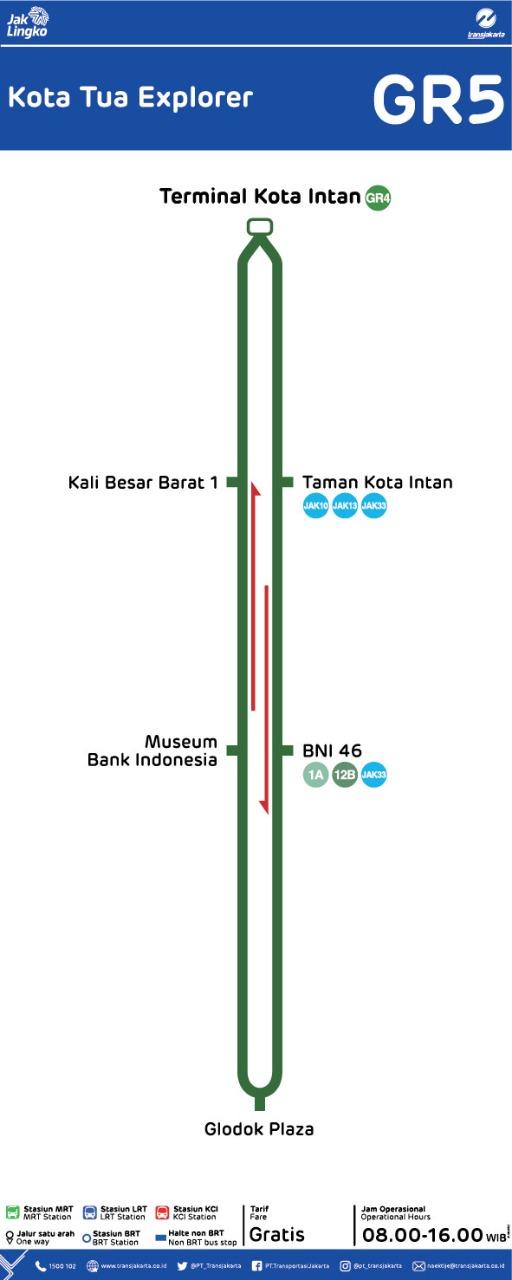 Jak
Lingko
transjakarta
Kota Tua Explorer
GR5
Terminal Kota Intan GR4
Kali Besar Barat 1
Taman Kota Intan
JAK10 JAK13 JAK33
Museum
Bank Indonesia
BNI 46
1A 12B JAK33
Glodok Plaza
Stasiun MRT
MRT Station
Stasiun LRT
LRT Station
Stasiun KCI
KCI Station
Jalur satu arah
One way
Stasiun BRT
BRT Station
Halte non BRT
Non BRT bus stop
Tarif
Fare
Gratis
Jam Operasional
Operational Hours
08.00-16.00 WIB
1500 102
www.transjakarta.co.id
@PT_Transjakarta
PT.TransportasiJakarta
@pt_transjakarta
naektije@transjakarta.co.id